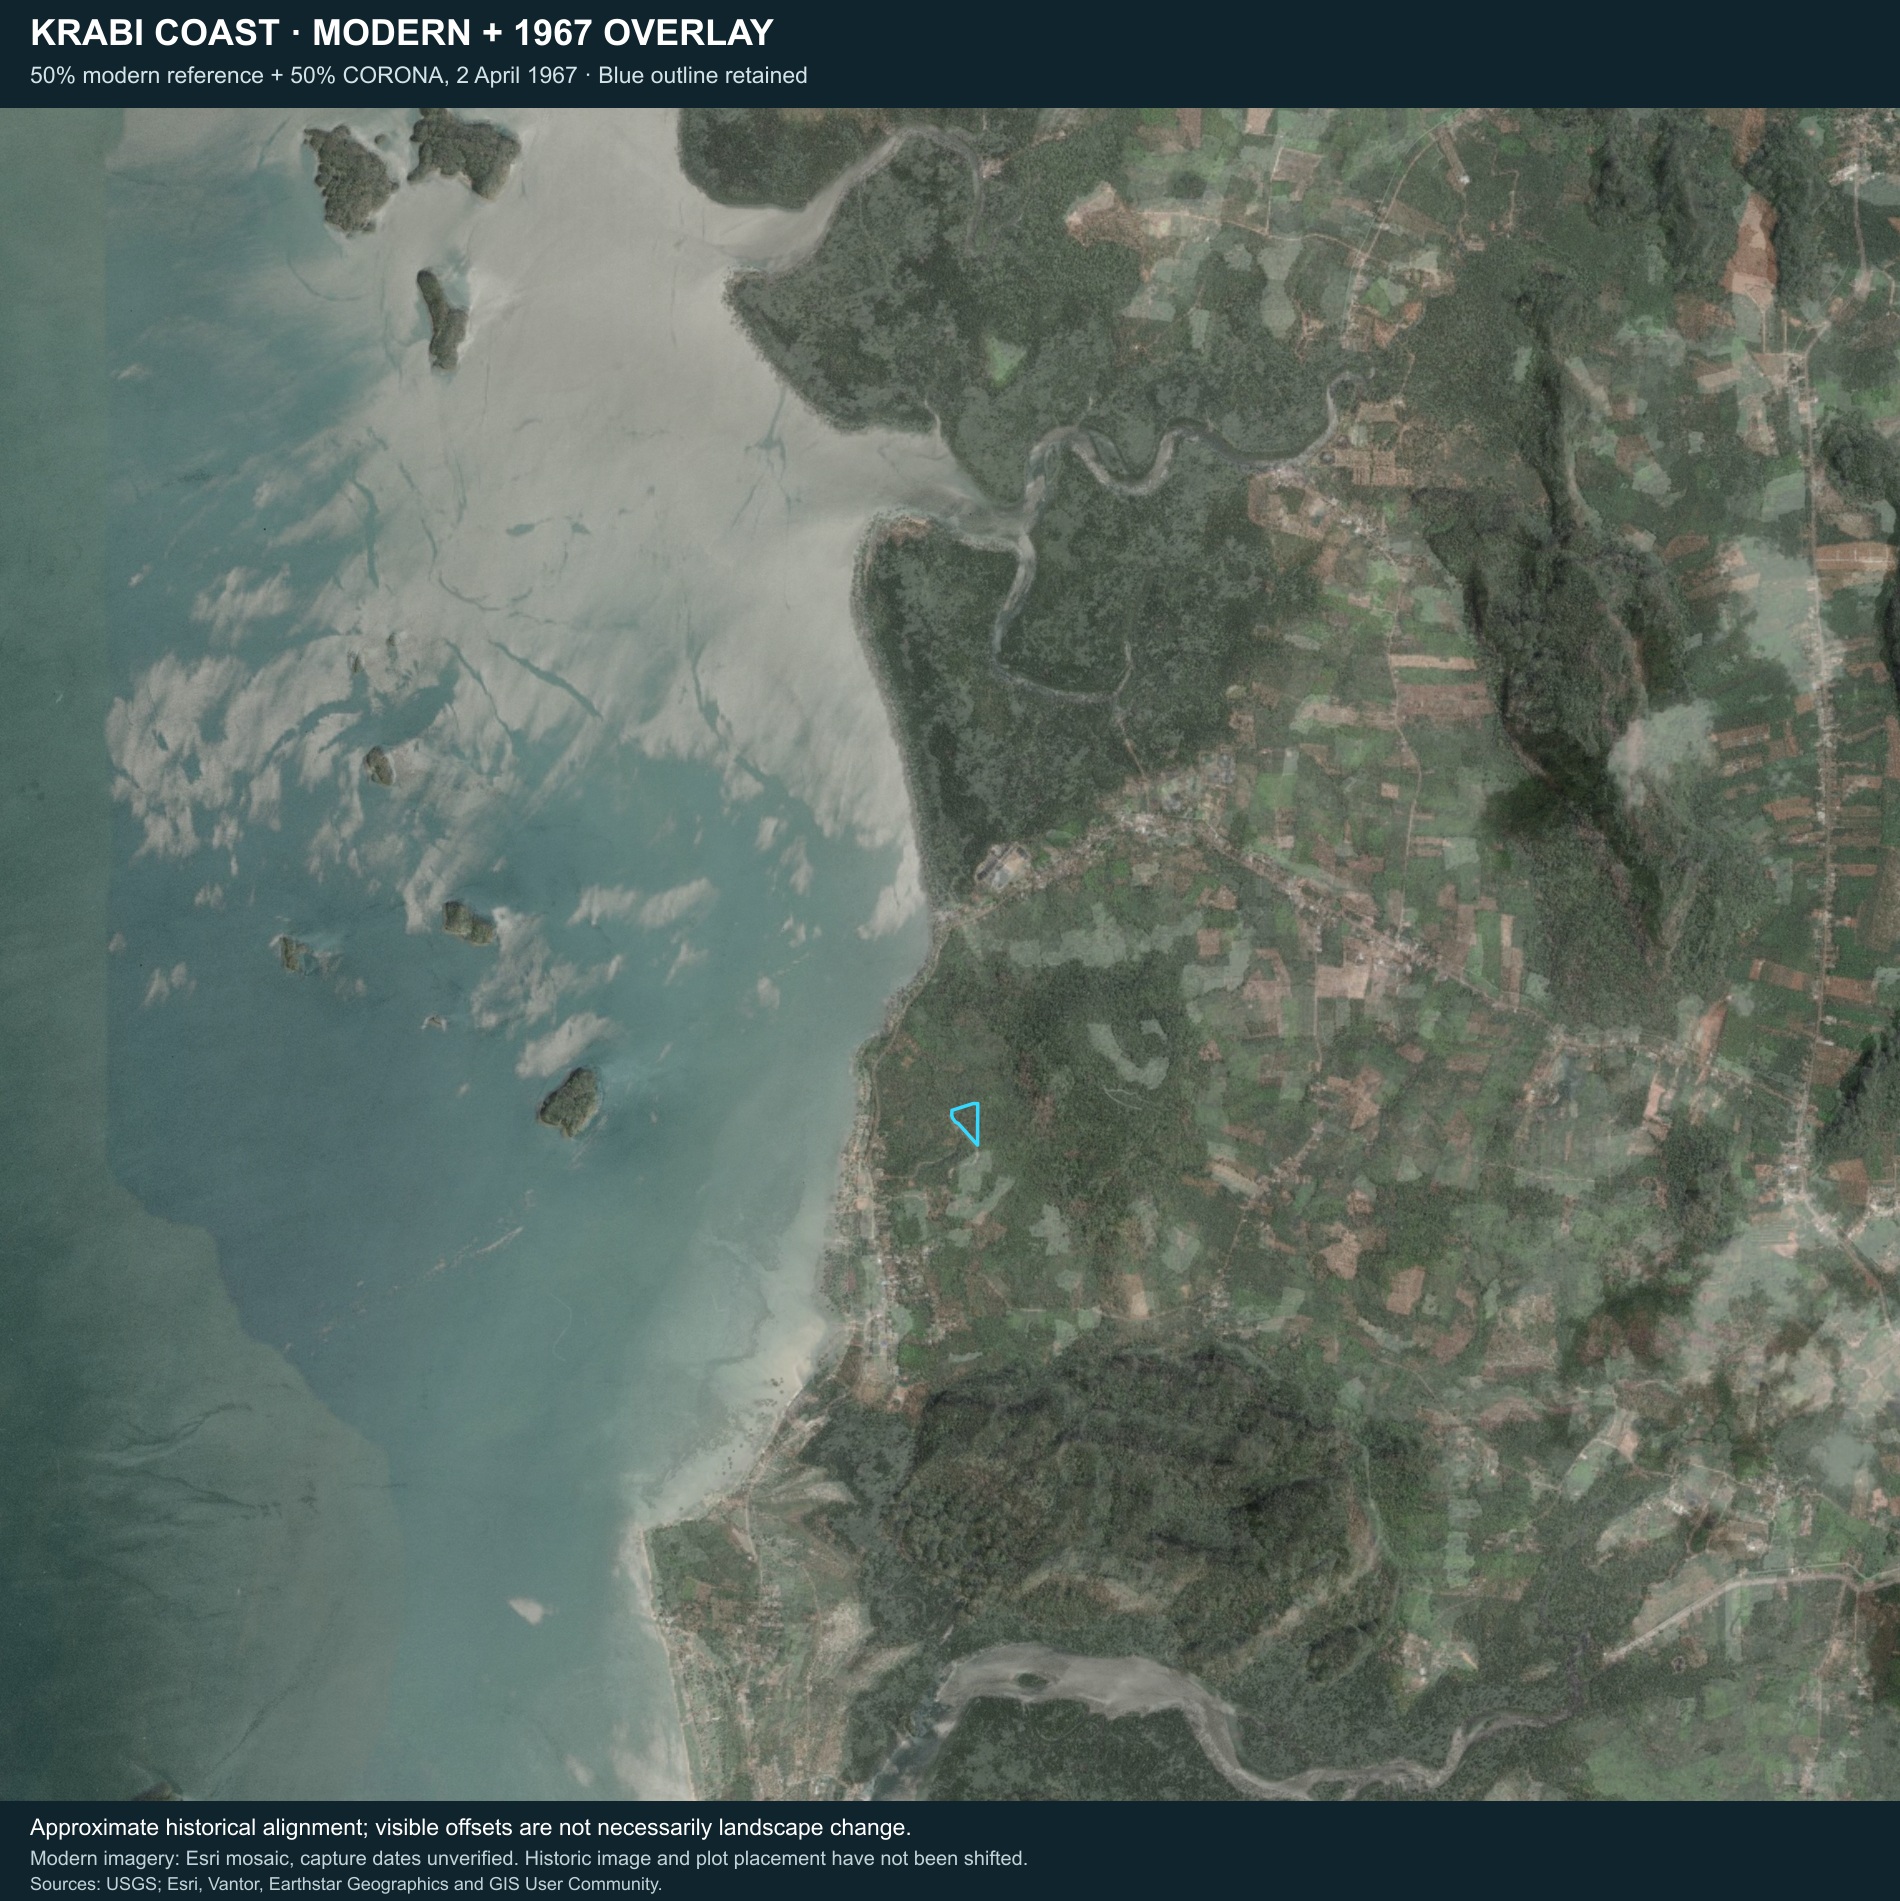 KRABI COAST · MODERN + 1967 OVERLAY
50% modern reference + 50% CORONA, 2 April 1967 · Blue outline retained
Approximate historical alignment; visible offsets are not necessarily landscape change.
Modern imagery: Esri mosaic, capture dates unverified. Historic image and plot placement have not been shifted.
Sources: USGS; Esri, Vantor, Earthstar Geographics and GIS User Community.